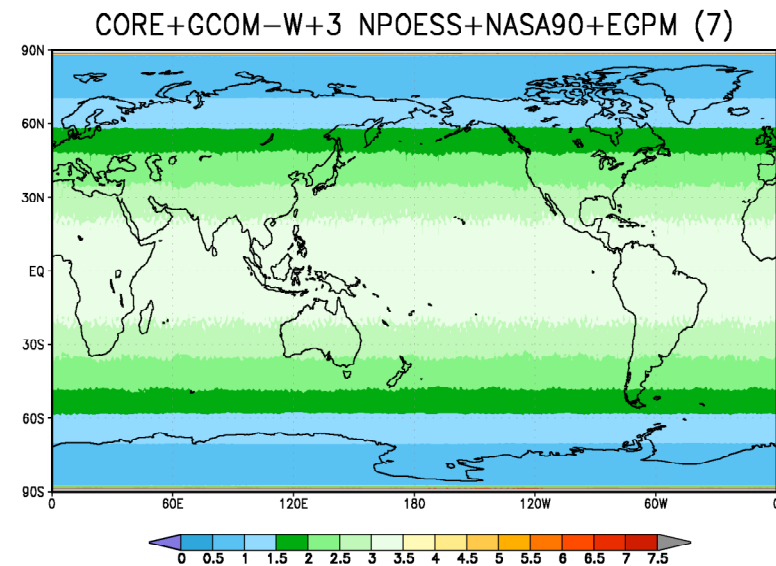 CORE+GCOM-W+3 NPOESS+NASA90+EGPM (7)
90N
60N
30N
EQ
30S
60S
90S
0 60E 120E 180 120W 60W 0
0 0.5 1 1.5 2 2.5 3 3.5 4 4.5 5 5.5 6 6.5 7 7.5